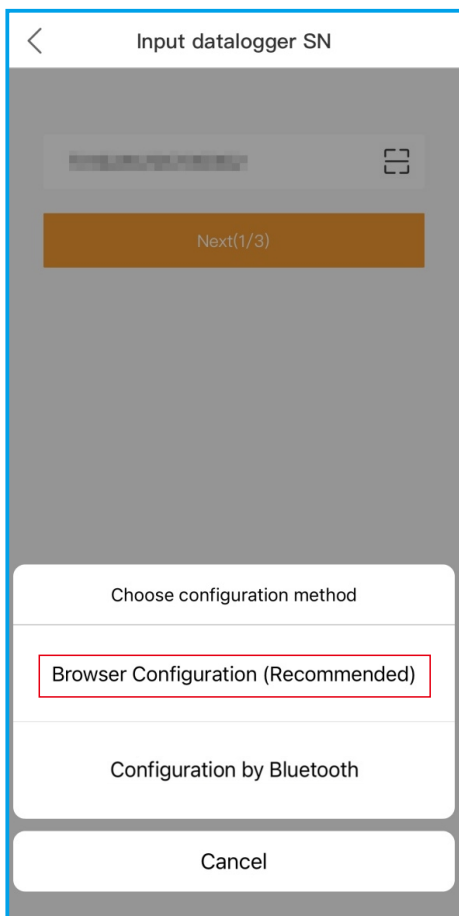 Input datalogger SN
Next(1/3)
Choose configuration method
Browser Configuration (Recommended)
Configuration by Bluetooth
Cancel